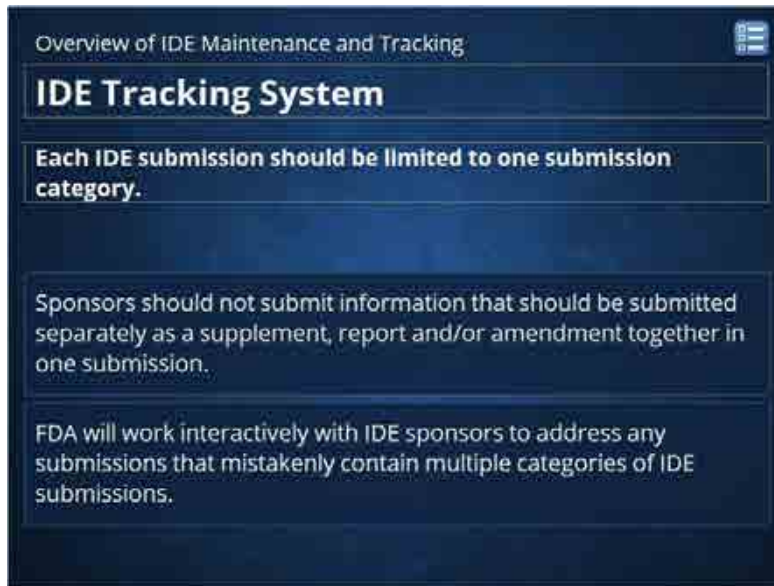 Overview of IDE Maintenance and Tracking
IDE Tracking System
Each IDE submission should be limited to one submission
category.
Sponsors should not submit information that should be submitted
separately as a supplement, report and/or amendment together in
one submission.
FDA will work interactively with IDE sponsors to address any
submissions that mistakenly contain multiple categories of IDE
submissions.